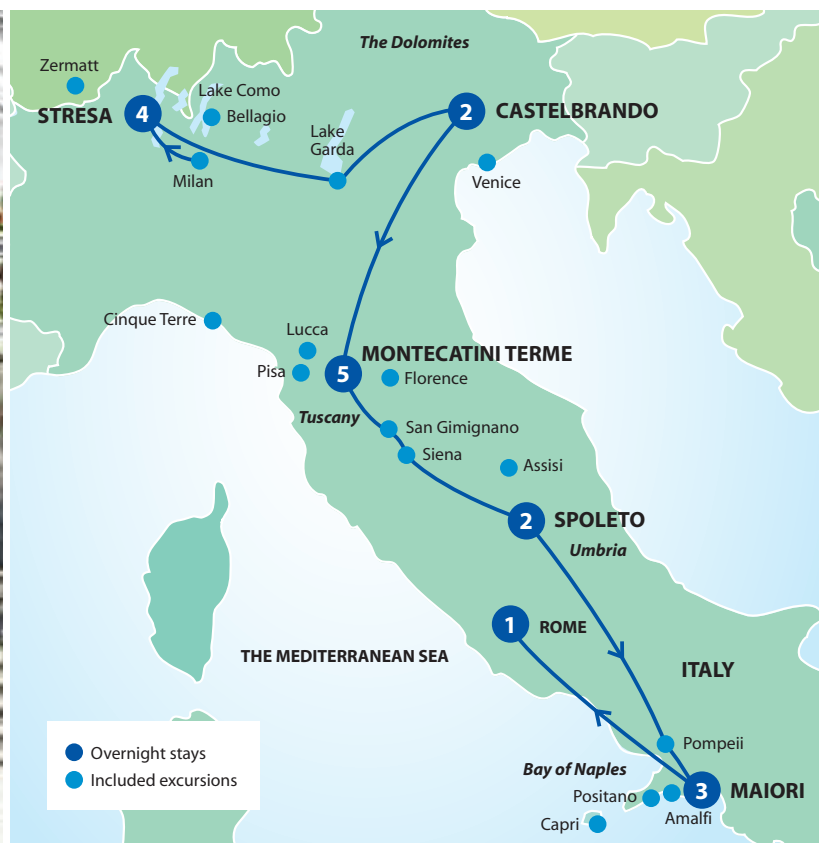 The Dolomites
Zermatt
Lake Como
STRESA
4
Bellagio
2
CASTELBRANDO
Lake
Garda
Milan
Venice
Cinque Terre
Lucca
MONTECATINI TERME
Pisa
5
Florence
Tuscany
San Gimignano
Siena
Assisi
2
SPOLETO
Umbria
1
ROME
THE MEDITERRANEAN SEA
ITALY
Overnight stays
Included excursions
Pompeii
Bay of Naples
3
MAIORI
Positano
Amalfi
Capri